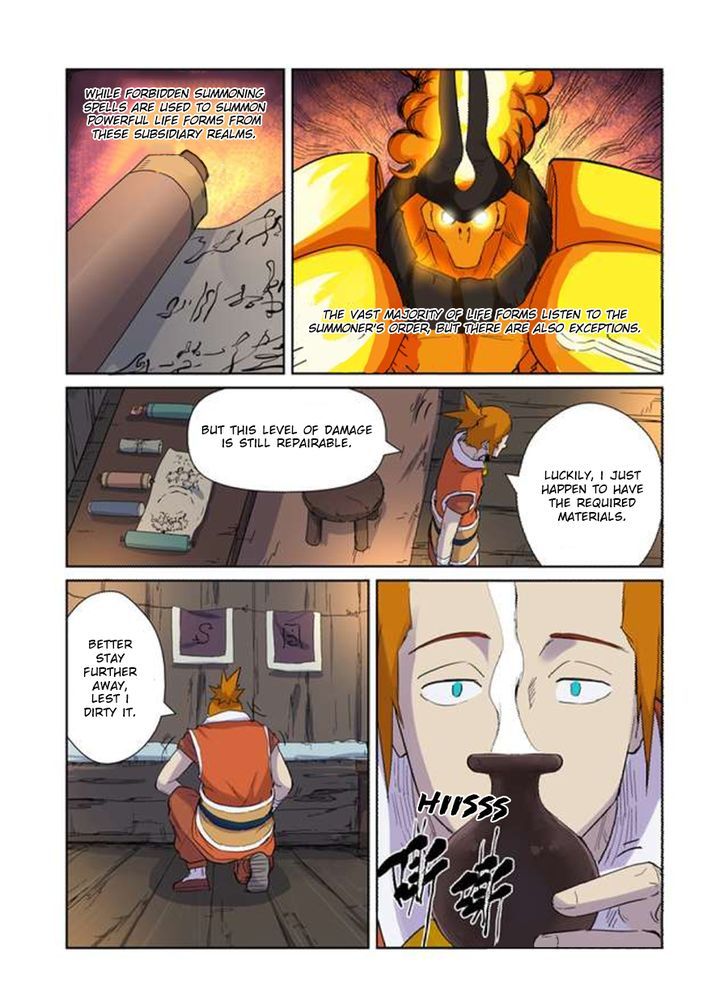 WHILE FORBIDDEN SUMMONING
SPELLS ARE USED TO SUMMON
POWERFUL LIFE FORMS FROM
THESE SUBSIDIARY REALMS.
THE VAST MAJORITY OF LIFE FORMS LISTEN TO THE
SUMMONER'S ORDER, BUT THERE ARE ALSO EXCEPTIONS.
BUT THIS LEVEL OF DAMAGE
IS STILL REPAIRABLE.
LUCKILY, I JUST
HAPPEN TO HAVE
THE REQUIRED
MATERIALS.
BETTER
STAY
FURTHER
AWAY,
LEST I
DIRTY IT.
S
HIISSS